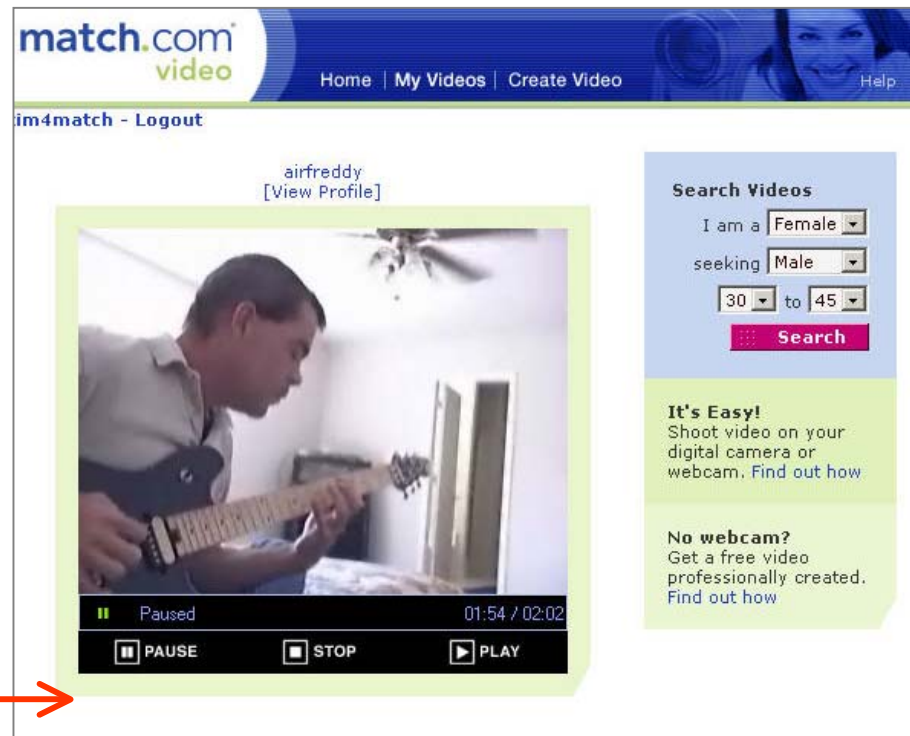 match.com
video
Home | My Videos | Create Video
Help
im4match - Logout
airfreddy
[View Profile]
Paused 01:54 / 02:02
PAUSE STOP PLAY
Search Videos
I am a Female
seeking Male
30 to 45
Search
It's Easy!
Shoot video on your
digital camera or
webcam. Find out how
No webcam?
Get a free video
professionally created.
Find out how